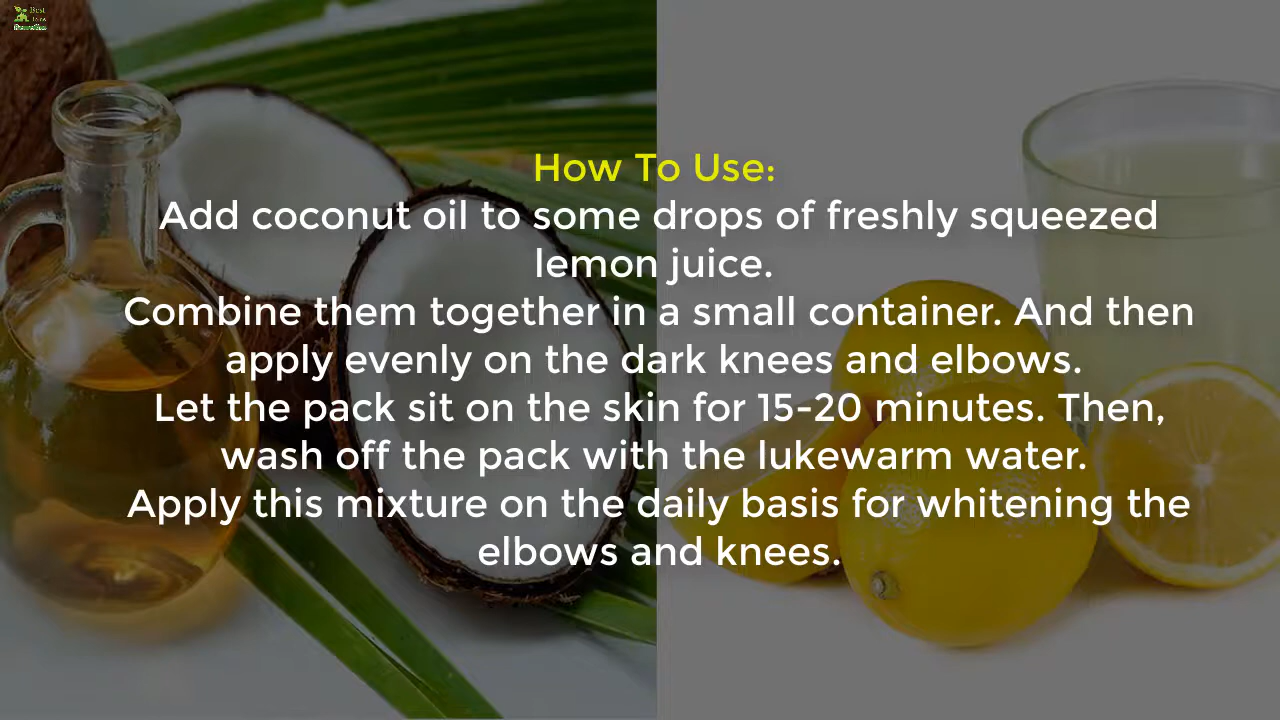 Best
How To Use:
Add coconut oil to some drops of freshly squeezed
lemon juice.
Combine them together in a small container. And then
apply evenly on the dark knees and elbows.
Let the pack sit on the skin for 15-20 minutes. Then,
wash off the pack with the lukewarm water.
Apply this mixture on the daily basis for whitening the
elbows and knees.